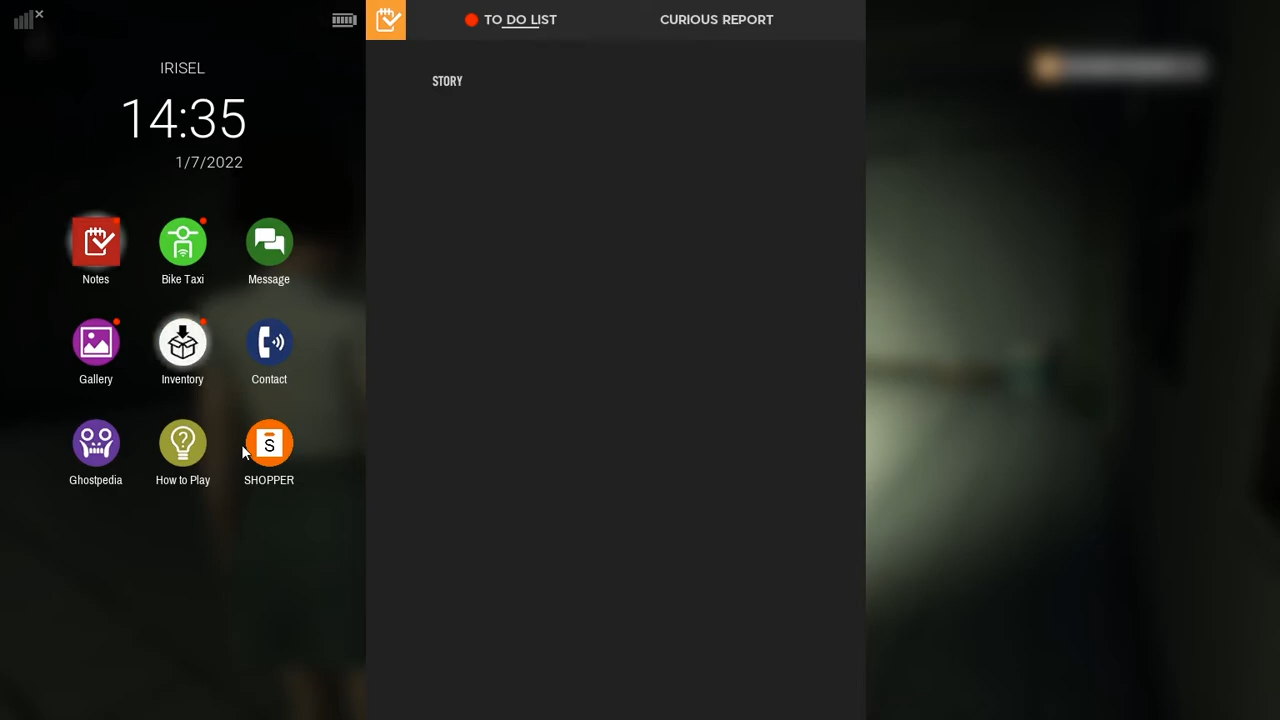 IRISEL
14:35
1/7/2022
Notes
Bike Taxi
Message
Gallery
Inventory
Contact
Ghostpedia
How to Play
S
SHOPPER
TO DO LIST
CURIOUS REPORT
STORY